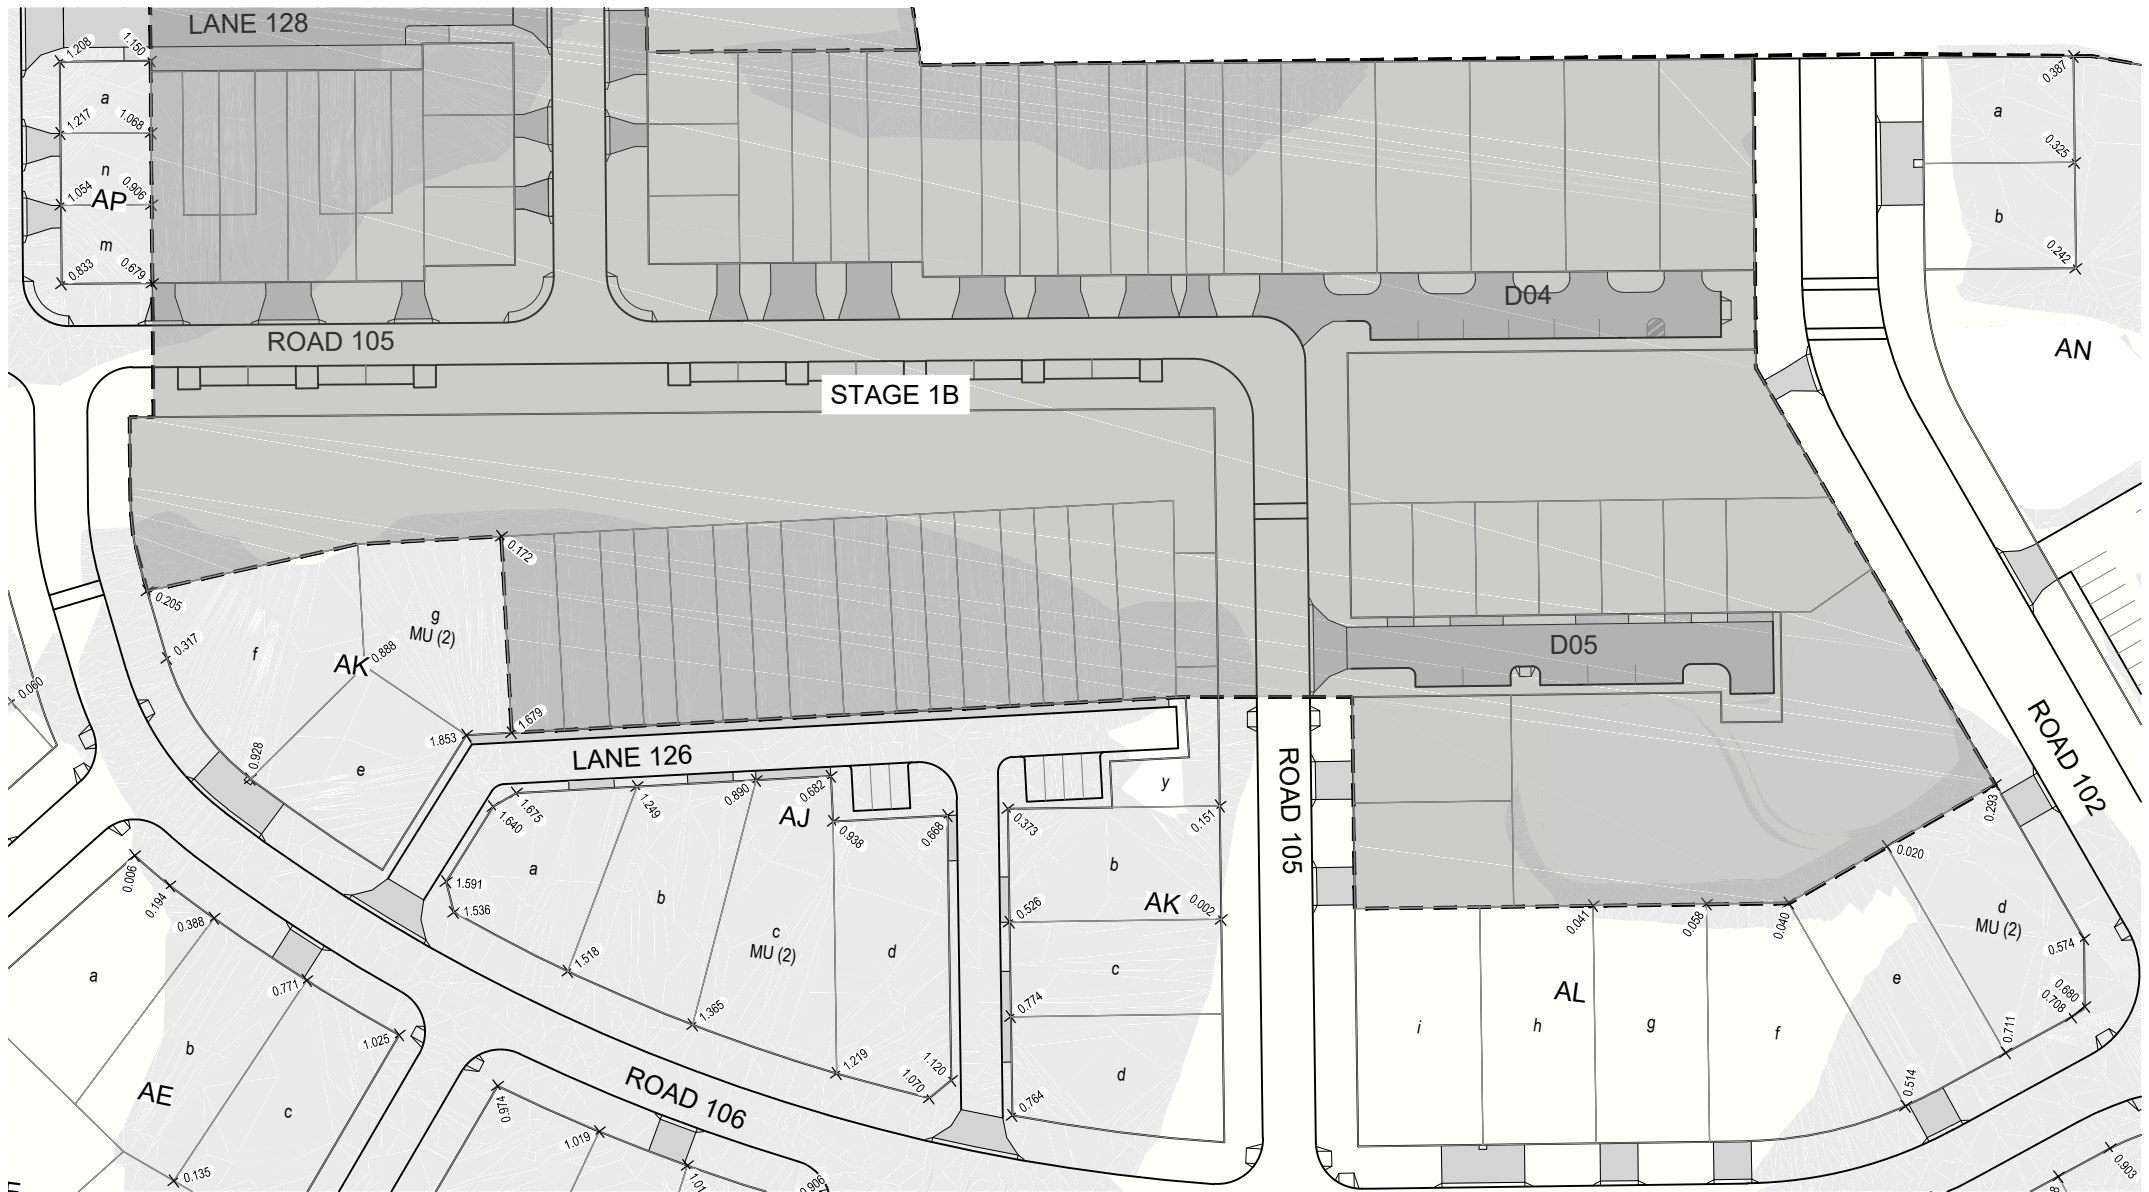 LANE 128
1.208
1.150
a
1.217
1.068
n
1.054
0.906
AP
m
0.833
0.679
ROAD 105
STAGE 1B
D04
0.387
a
0.325
b
0.242
AN
0.172
0.205
g
MU (2)
0.317
f
AK
0.888
D05
0.060
1.679
1.853
0.928
e
LANE 126
ROAD 105
ROAD 102
y
0.293
1.675
1.640
1.249
0.890
0.682
AJ
0.938
0.668
0.373
0.151
0.020
a
b
1.591
1.536
b
c
MU (2)
d
0.526
AK
0.002
0.041
0.058
0.040
d
MU (2)
0.574
0.006
0.194
0.388
a
0.771
1.518
1.365
c
0.774
AL
e
0.680
0.708
i
h
g
f
0.711
1.025
b
1.219
1.120
1.070
d
0.764
0.514
AE
c
0.974
ROAD 106
1.019
0.135
0.906
0.903